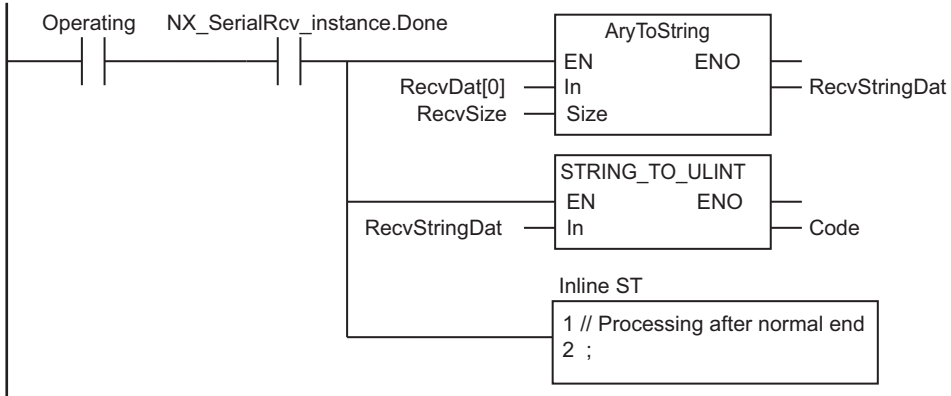 Operating NX_SerialRcv_instance.Done
AryToString
EN ENO
RecvDat[0] In RecvStringDat
RecvSize Size
STRING_TO_ULINT
EN ENO
RecvStringDat In Code
Inline ST
1 // Processing after normal end
2 ;